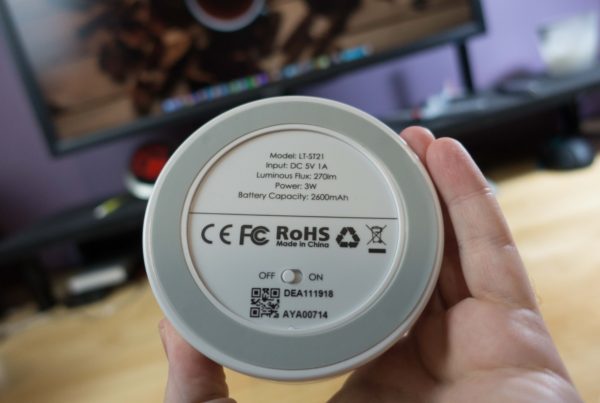 Model: LT-ST21
Input: DC 5V 1A
Luminous Flux: 270lm
Power: 3W
Battery Capacity: 2600mAh
CE FC RoHS
Made in China
OFF ON
DEA111918
AYA00714